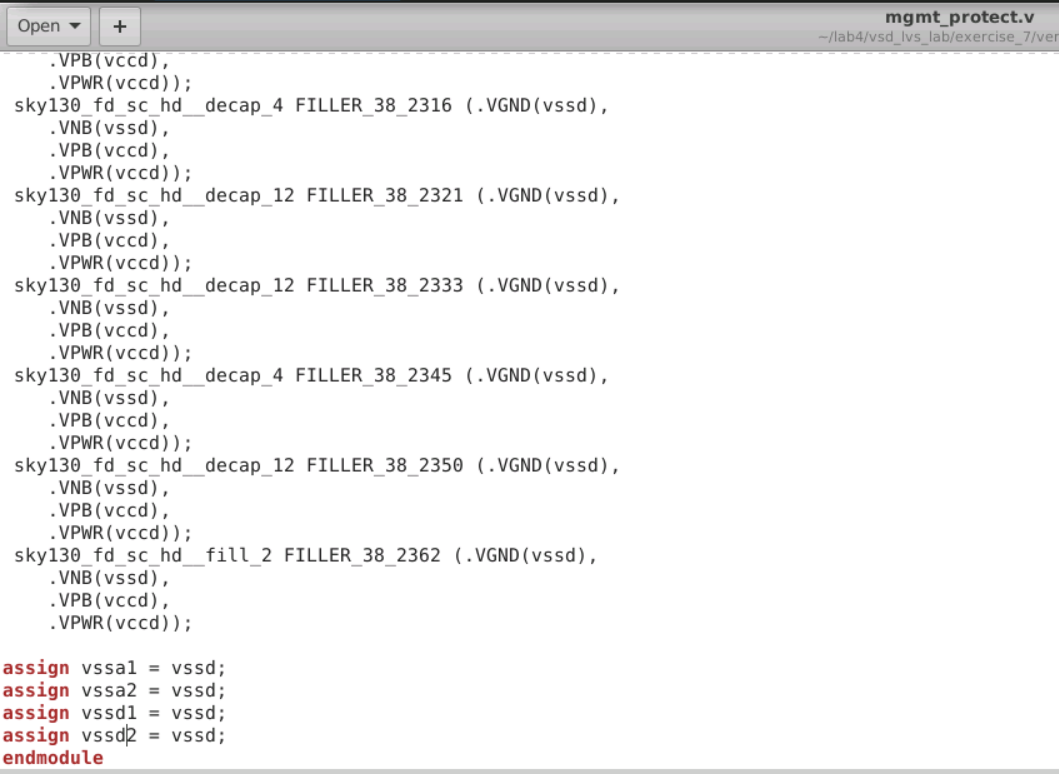 Open
+
mgmt_protect.v
~/lab4/vsd_lvs_lab/exercise_7/ver
.VPB(vccd),
.VPWR(vccd));
sky130_fd_sc_hd__decap_4 FILLER_38_2316 (.VGND(vssd),
.VNB(vssd),
.VPB(vccd),
.VPWR(vccd));
sky130_fd_sc_hd__decap_12 FILLER_38_2321 (.VGND(vssd),
.VNB(vssd),
.VPB(vccd),
.VPWR(vccd));
sky130_fd_sc_hd__decap_12 FILLER_38_2333 (.VGND(vssd),
.VNB(vssd),
.VPB(vccd),
.VPWR(vccd));
sky130_fd_sc_hd__decap_4 FILLER_38_2345 (.VGND(vssd),
.VNB(vssd),
.VPB(vccd),
.VPWR(vccd));
sky130_fd_sc_hd__decap_12 FILLER_38_2350 (.VGND(vssd),
.VNB(vssd),
.VPB(vccd),
.VPWR(vccd));
sky130_fd_sc_hd__fill_2 FILLER_38_2362 (.VGND(vssd),
.VNB(vssd),
.VPB(vccd),
.VPWR(vccd));
assign vssa1 = vssd;
assign vssa2 = vssd;
assign vssd1 = vssd;
assign vssd2 = vssd;
endmodule